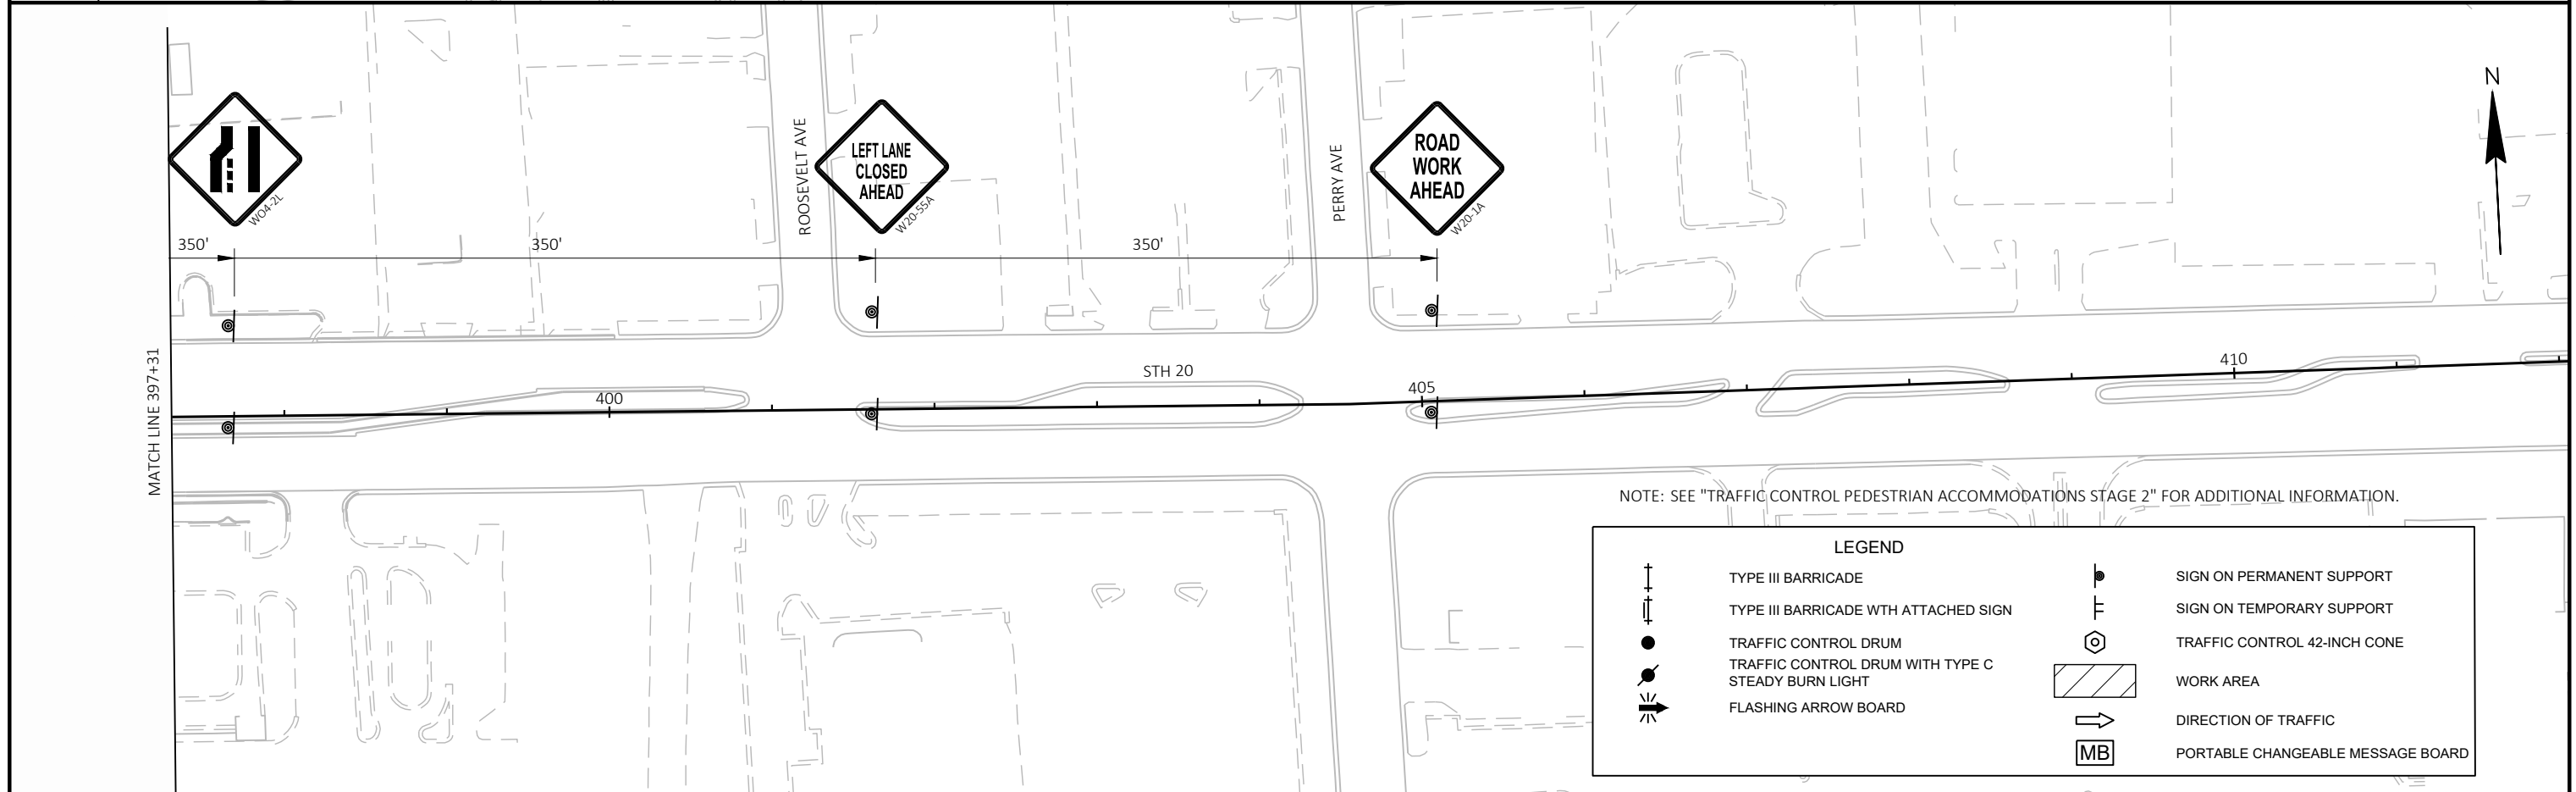 N
ROOSEVELT AVE
LEFT LANE
CLOSED
AHEAD
PERRY AVE
ROAD
WORK
AHEAD
WO4-2L
W20-55A
W20-1A
350'
350'
350'
MATCH LINE 397+31
STH 20
400
405
410
NOTE: SEE "TRAFFIC CONTROL PEDESTRIAN ACCOMMODATIONS STAGE 2" FOR ADDITIONAL INFORMATION.
LEGEND
TYPE III BARRICADE
TYPE III BARRICADE WTH ATTACHED SIGN
TRAFFIC CONTROL DRUM
TRAFFIC CONTROL DRUM WITH TYPE C
STEADY BURN LIGHT
FLASHING ARROW BOARD
SIGN ON PERMANENT SUPPORT
SIGN ON TEMPORARY SUPPORT
TRAFFIC CONTROL 42-INCH CONE
WORK AREA
DIRECTION OF TRAFFIC
MB
PORTABLE CHANGEABLE MESSAGE BOARD